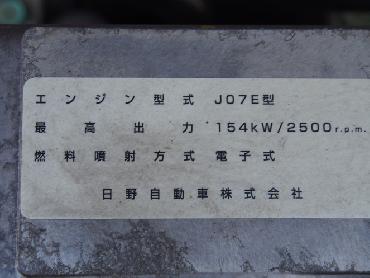 エンジン型式 J07E型
最高出力 154kW/2500r.p.m.
燃料噴射方式 電子式
日野自動車株式会社